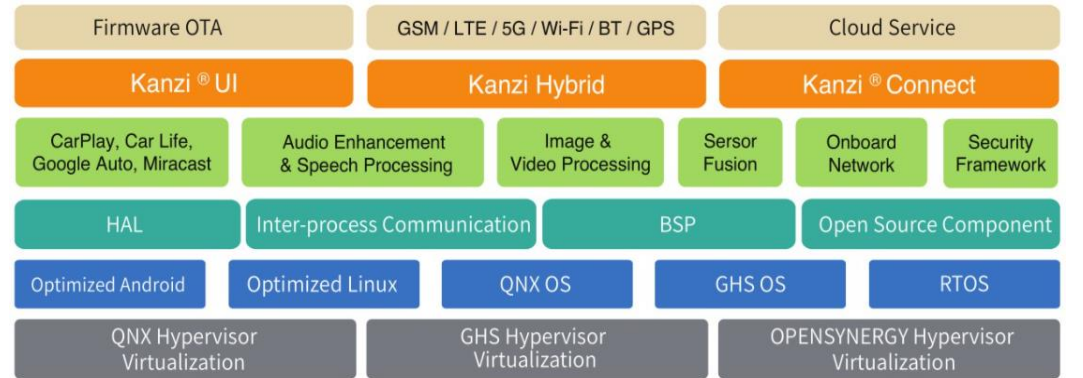 Firmware OTA
GSM / LTE / 5G / Wi-Fi / BT / GPS
Cloud Service
Kanzi ® UI
Kanzi Hybrid
Kanzi ® Connect
CarPlay, Car Life,
Google Auto, Miracast
Audio Enhancement
& Speech Processing
Image &
Video Processing
Sersor
Fusion
Onboard
Network
Security
Framework
HAL
Inter-process Communication
BSP
Open Source Component
Optimized Android
Optimized Linux
QNX OS
GHS OS
RTOS
QNX Hypervisor
Virtualization
GHS Hypervisor
Virtualization
OPENSYNERGY Hypervisor
Virtualization